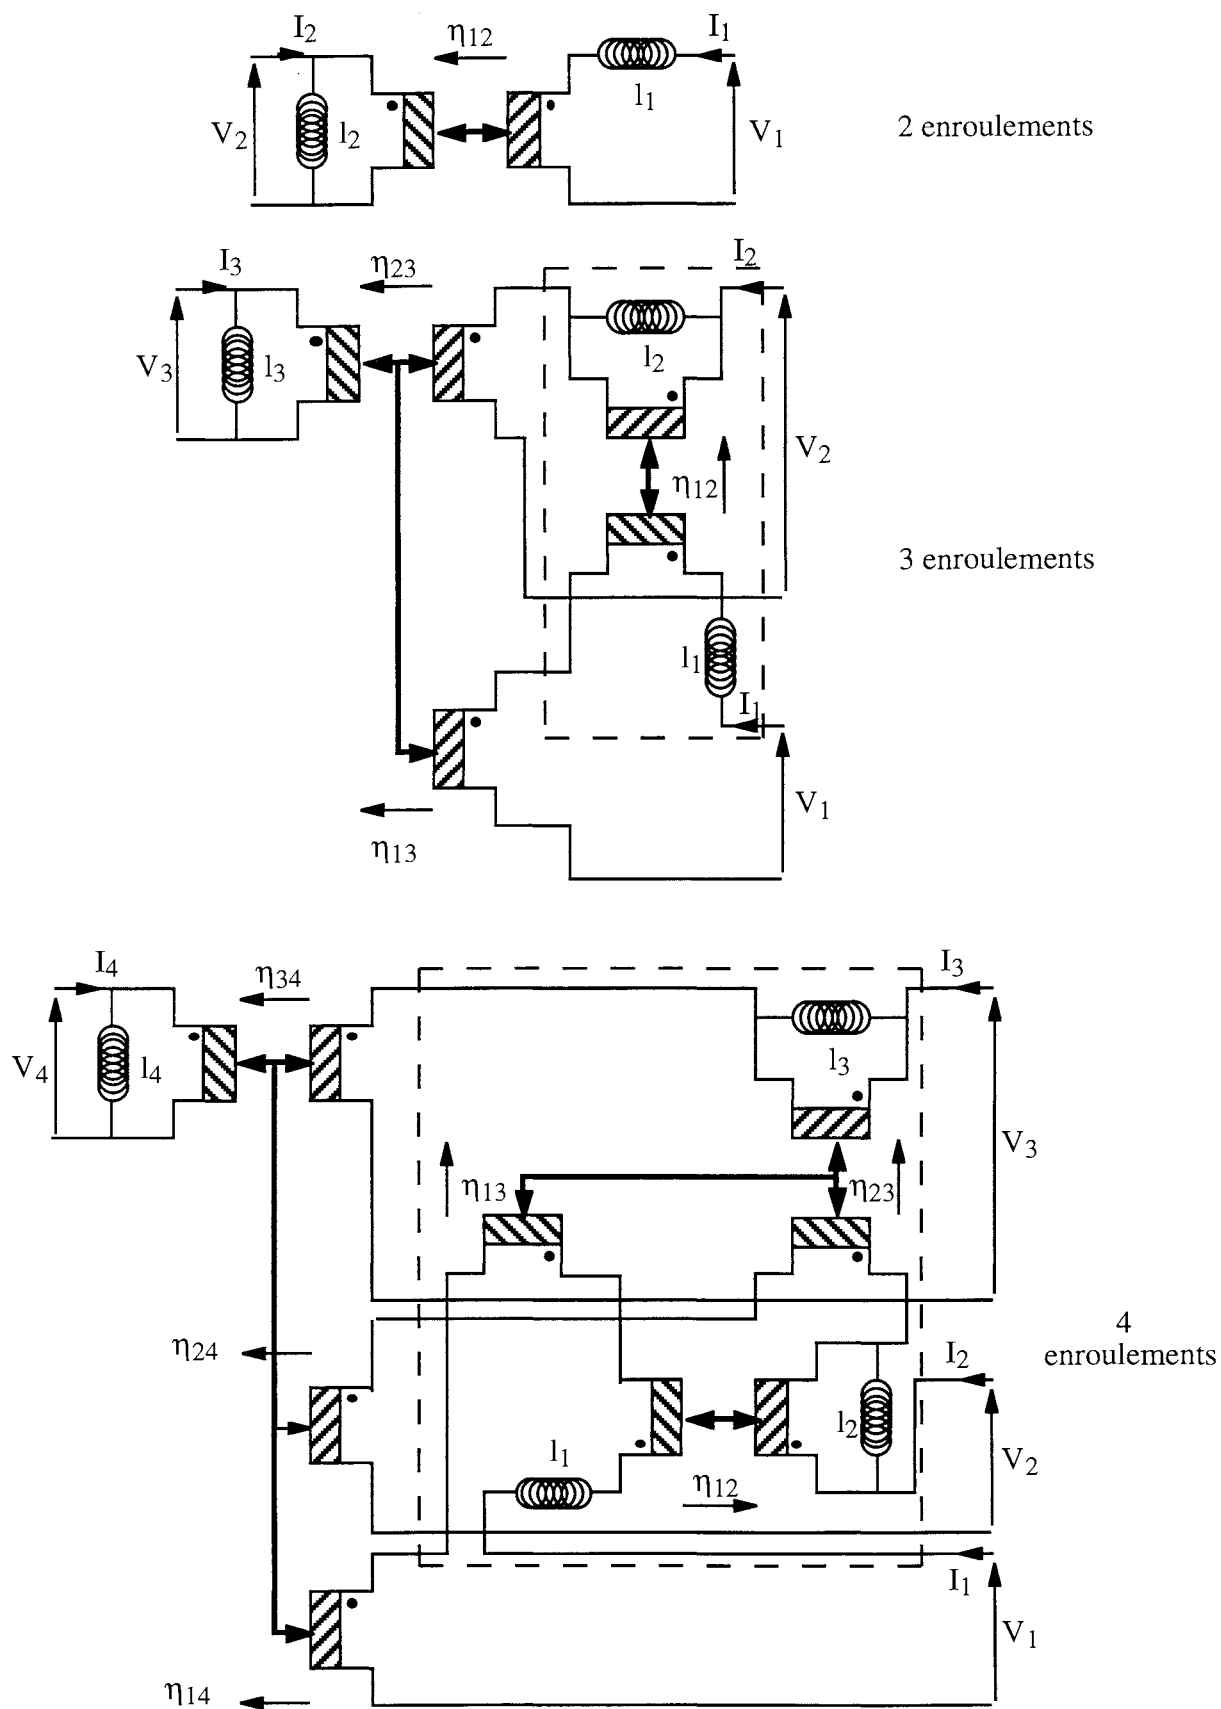 I2
η12
I1
V2
l2
l1
V1
2 enroulements
I3
η23
I2
V3
l3
l2
V2
η12
3 enroulements
l1
I1
V1
η13
I4
η34
I3
V4
l4
l3
V3
η13
η23
4
enroulements
η24
I2
l1
l2
η12
V2
I1
V1
η14